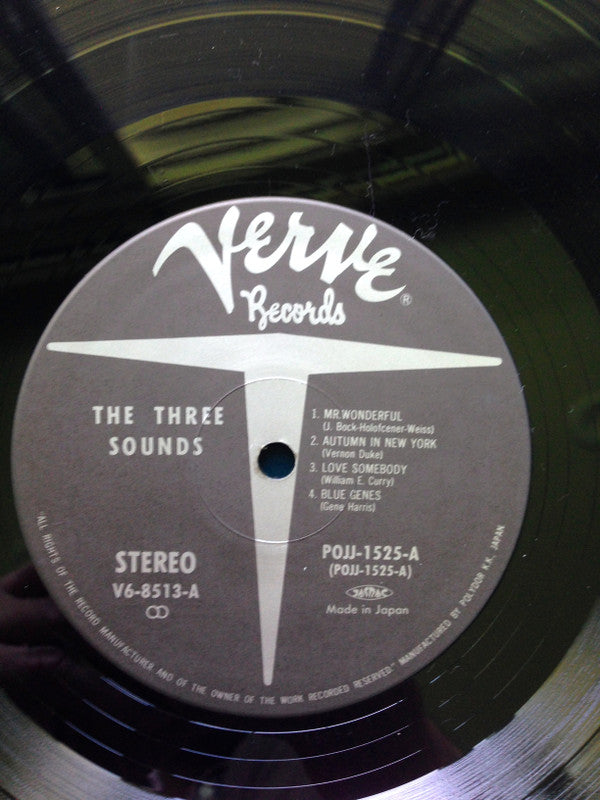 Verve
Records ®
THE THREE
SOUNDS
1. MR.WONDERFUL
(J. Bock-Holofcener-Weiss)
2. AUTUMN IN NEW YORK
(Vernon Duke)
3. LOVE SOMEBODY
(William E. Curry)
4. BLUE GENES
(Gene Harris)
STEREO
V6-8513-A
POJJ-1525-A
(POJJ-1525-A)
JASRAC
Made in Japan
"ALL RIGHTS OF THE RECORD MANUFACTURER AND OF THE OWNER OF THE WORK RECORDED RESERVED." MANUFACTURED BY POLYDOR K.K., JAPAN